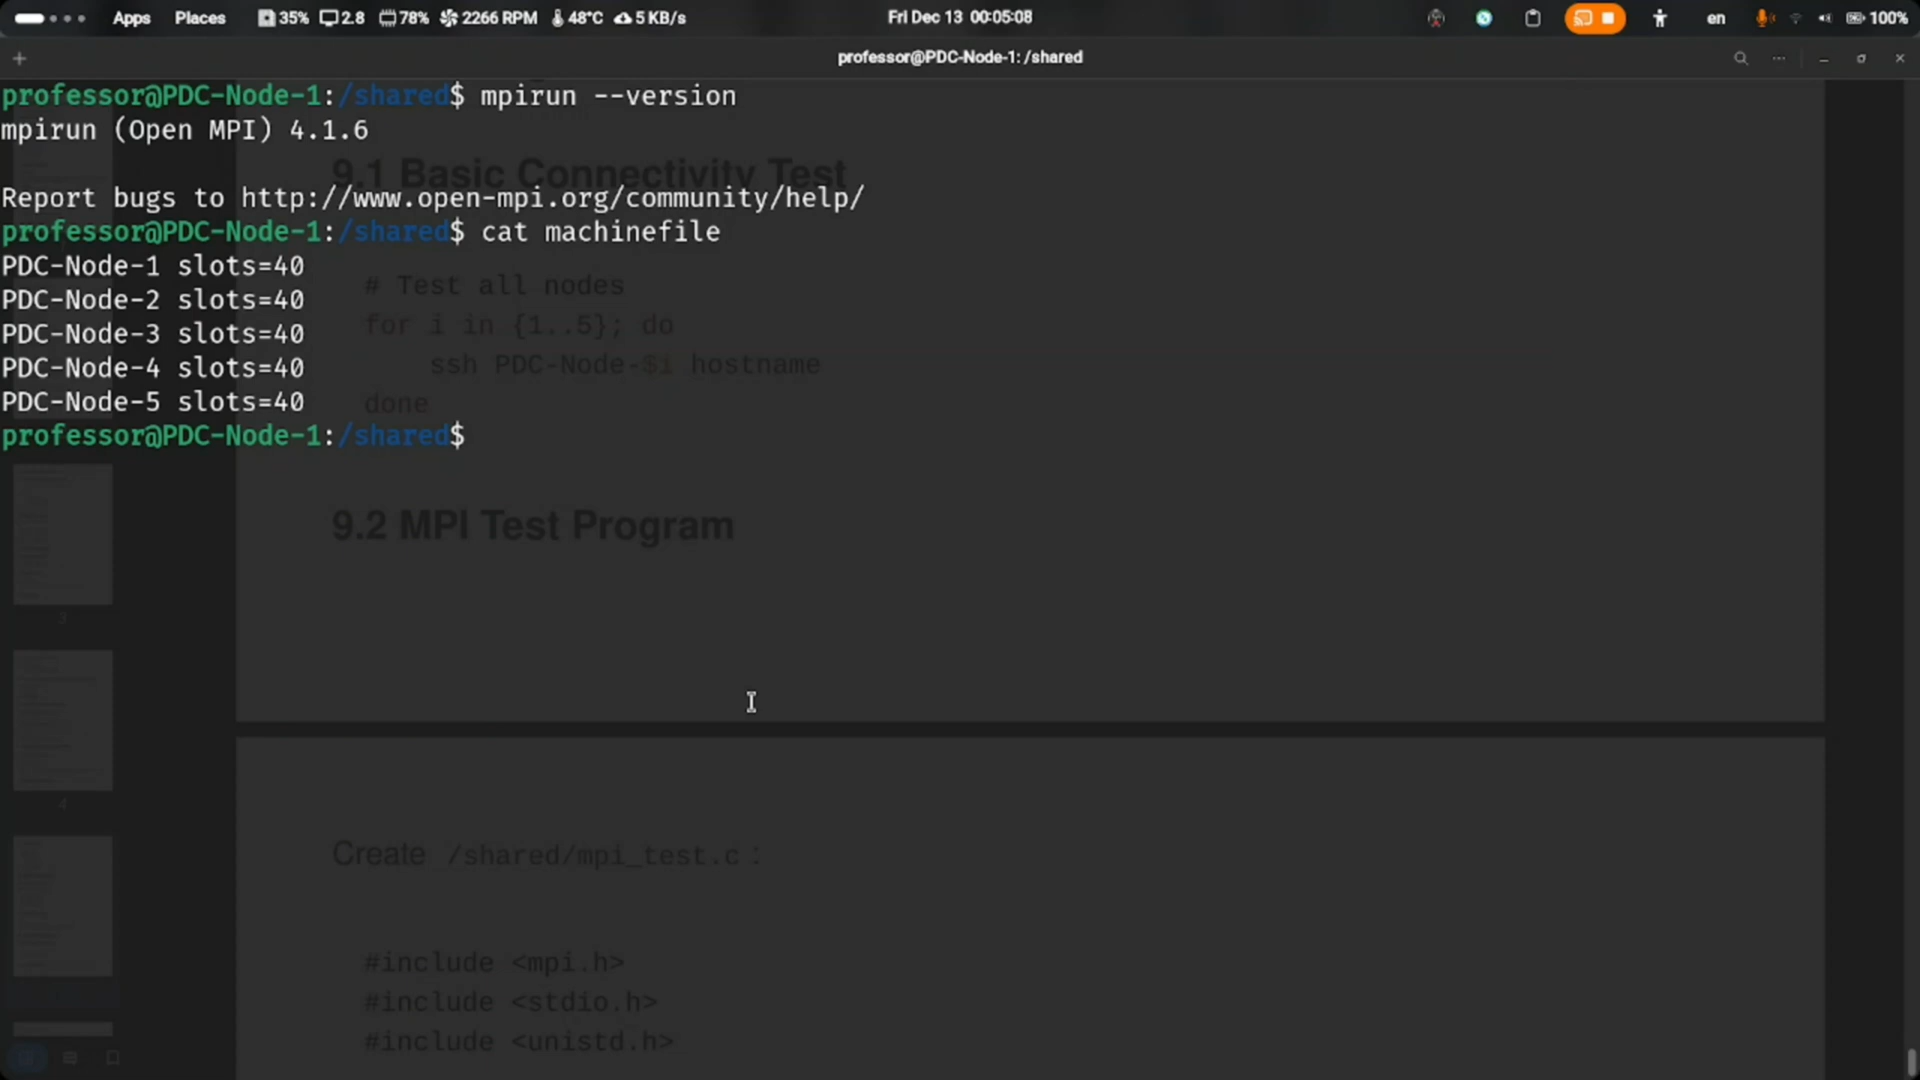 Apps Places 35% 2.8 78% 2266 RPM 48°C 5 KB/s Fri Dec 13 00:05:08 en 100%
professor@PDC-Node-1: /shared
professor@PDC-Node-1:/shared$ mpirun --version
mpirun (Open MPI) 4.1.6
9.1 Basic Connectivity Test
Report bugs to http://www.open-mpi.org/community/help/
professor@PDC-Node-1:/shared$ cat machinefile
PDC-Node-1 slots=40
PDC-Node-2 slots=40
PDC-Node-3 slots=40
PDC-Node-4 slots=40
PDC-Node-5 slots=40
professor@PDC-Node-1:/shared$
# Test all nodes
for i in {1..5}; do
ssh PDC-Node-$i hostname
done
9.2 MPI Test Program
3
4
Create /shared/mpi_test.c :
#include <mpi.h>
#include <stdio.h>
#include <unistd.h>